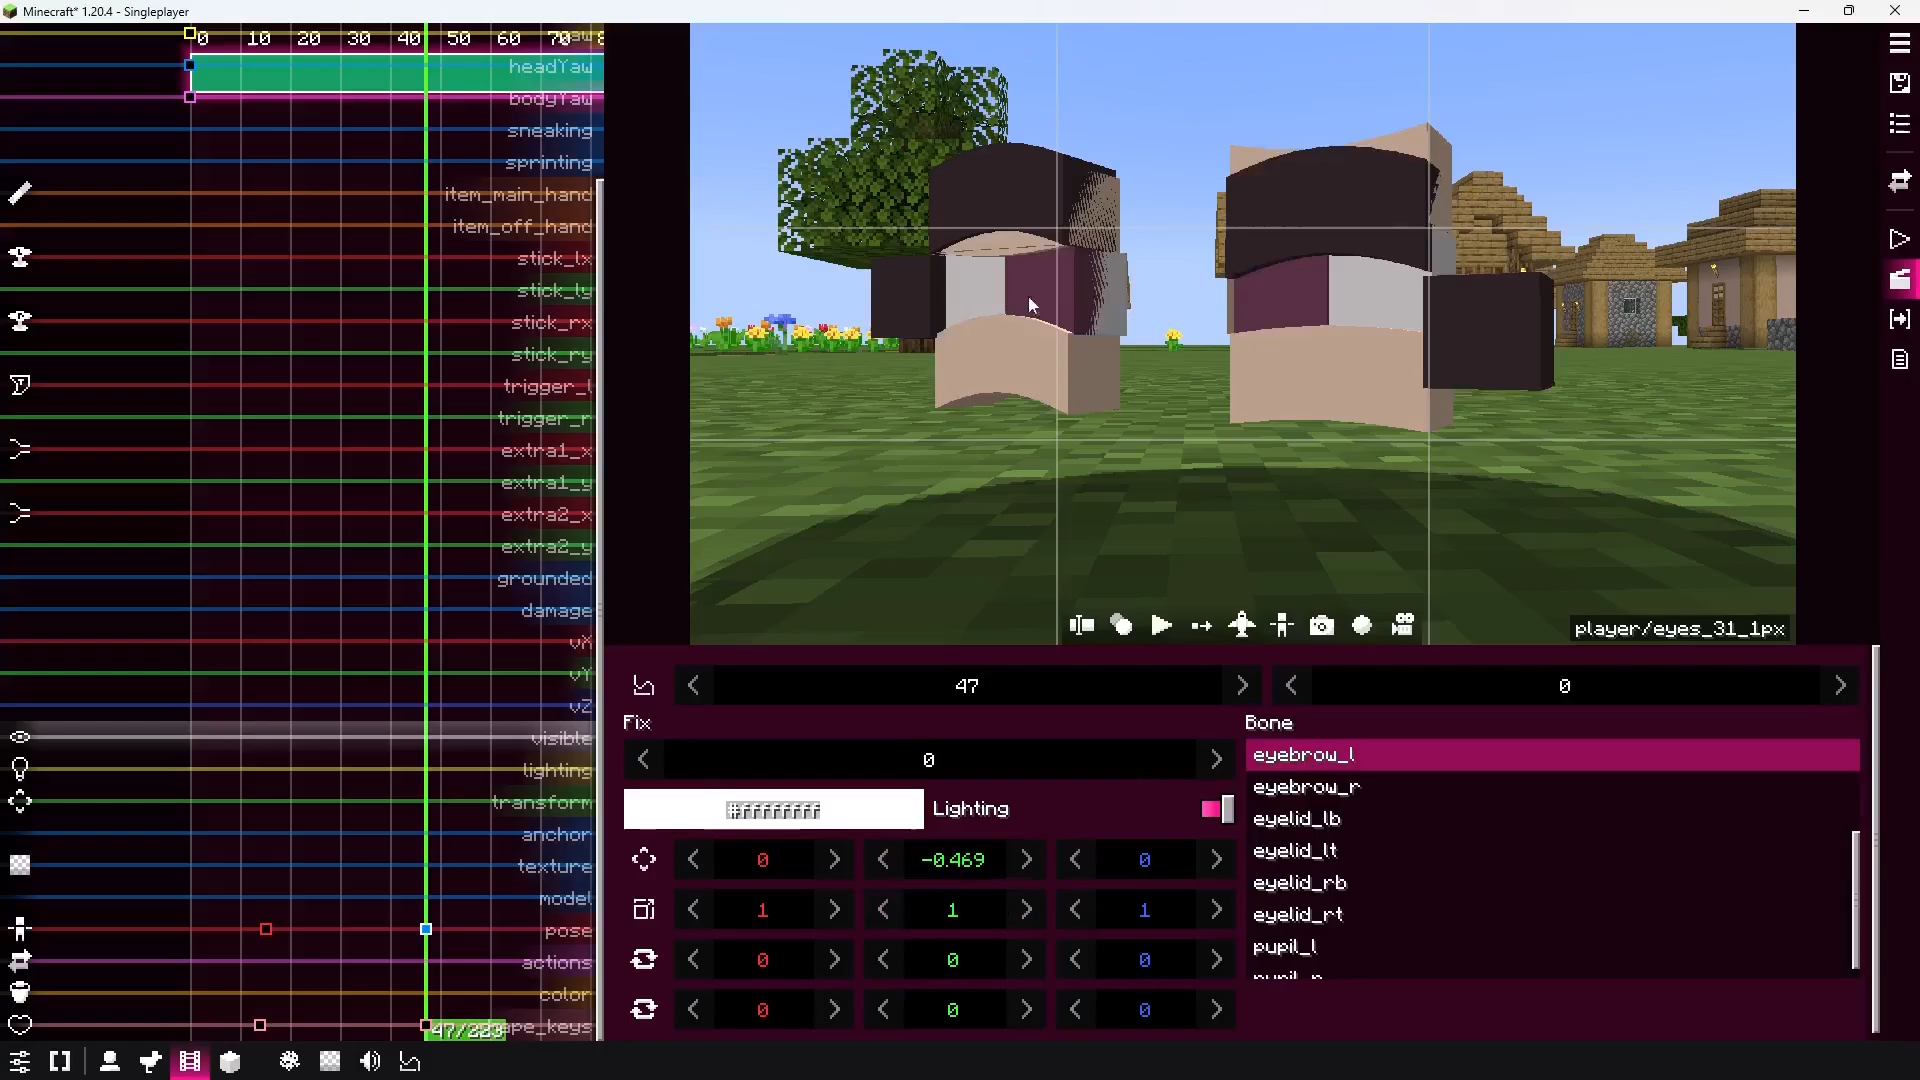 Minecraft* 1.20.4 - Singleplayer
0 10 20 30 40 50 60 70 8
headYaw
bodyYaw
sneaking
sprinting
item_main_hand
item_off_hand
stick_lx
stick_ly
stick_rx
stick_ry
trigger_l
trigger_r
extra1_x
extra1_y
extra2_x
extra2_y
grounded
damage
vX
vY
vZ
visible
lighting
transform
anchor
texture
model
pose
actions
color
47/223
player/eyes_31_1px
47
0
Fix
0
#ffffffff
Lighting
0 -0.469 0
1 1 1
0 0 0
0 0 0
Bone
eyebrow_l
eyebrow_r
eyelid_lb
eyelid_lt
eyelid_rb
eyelid_rt
pupil_l